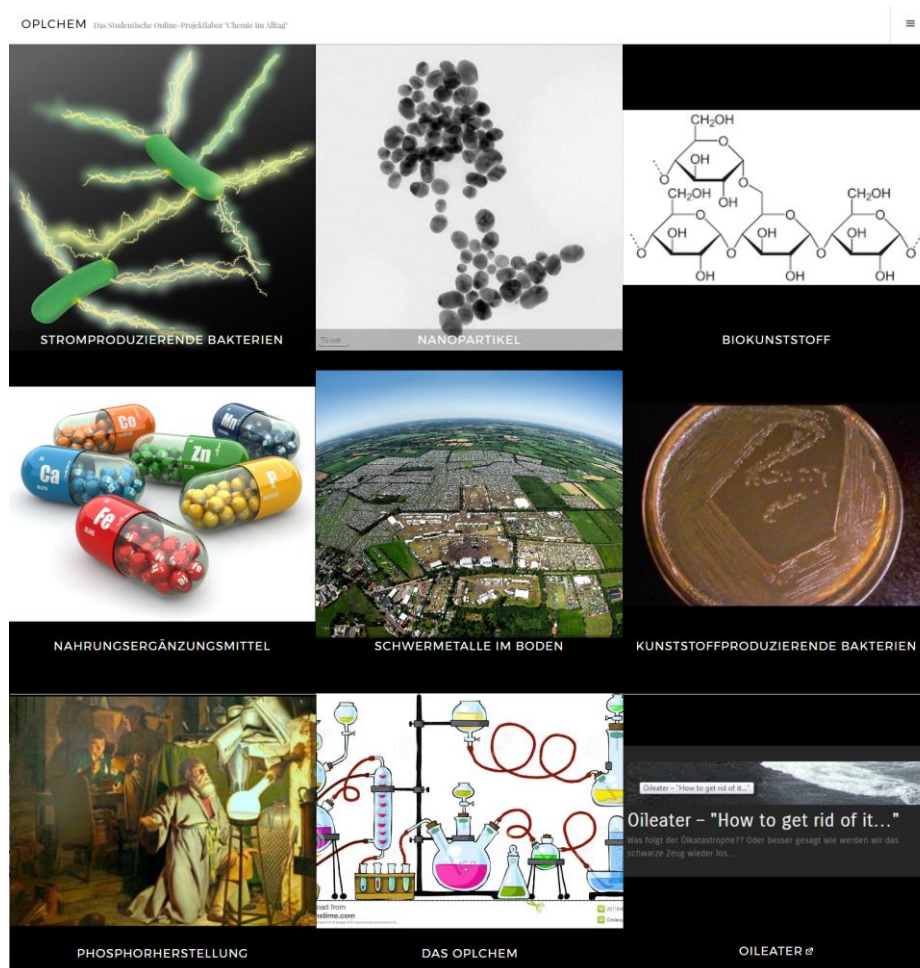 OPLCHEM Das Studentische Online-Projektlabor "Chemie im Alltag"
STROMPRODUZIERENDE BAKTERIEN
NANOPARTIKEL
CH₂OH
O
OH
O
OH
CH₂OH
O
OH
O
OH
O
OH
O
OH
CH₂OH
O
OH
O
OH
BIOKUNSTSTOFF
Co
Mn
Zn
Ca
P
Fe
NAHRUNGSERGÄNZUNGSMITTEL
SCHWERMETALLE IM BODEN
KUNSTSTOFFPRODUZIERENDE BAKTERIEN
Oileater – "How to get rid of it..."
Oileater – "How to get rid of it..."
Was folgt der Ölkatastrophe?? Oder besser gesagt wie werden wir das
schwarze Zeug wieder los...
PHOSPHORHERSTELLUNG
DAS OPLCHEM
OILEATER